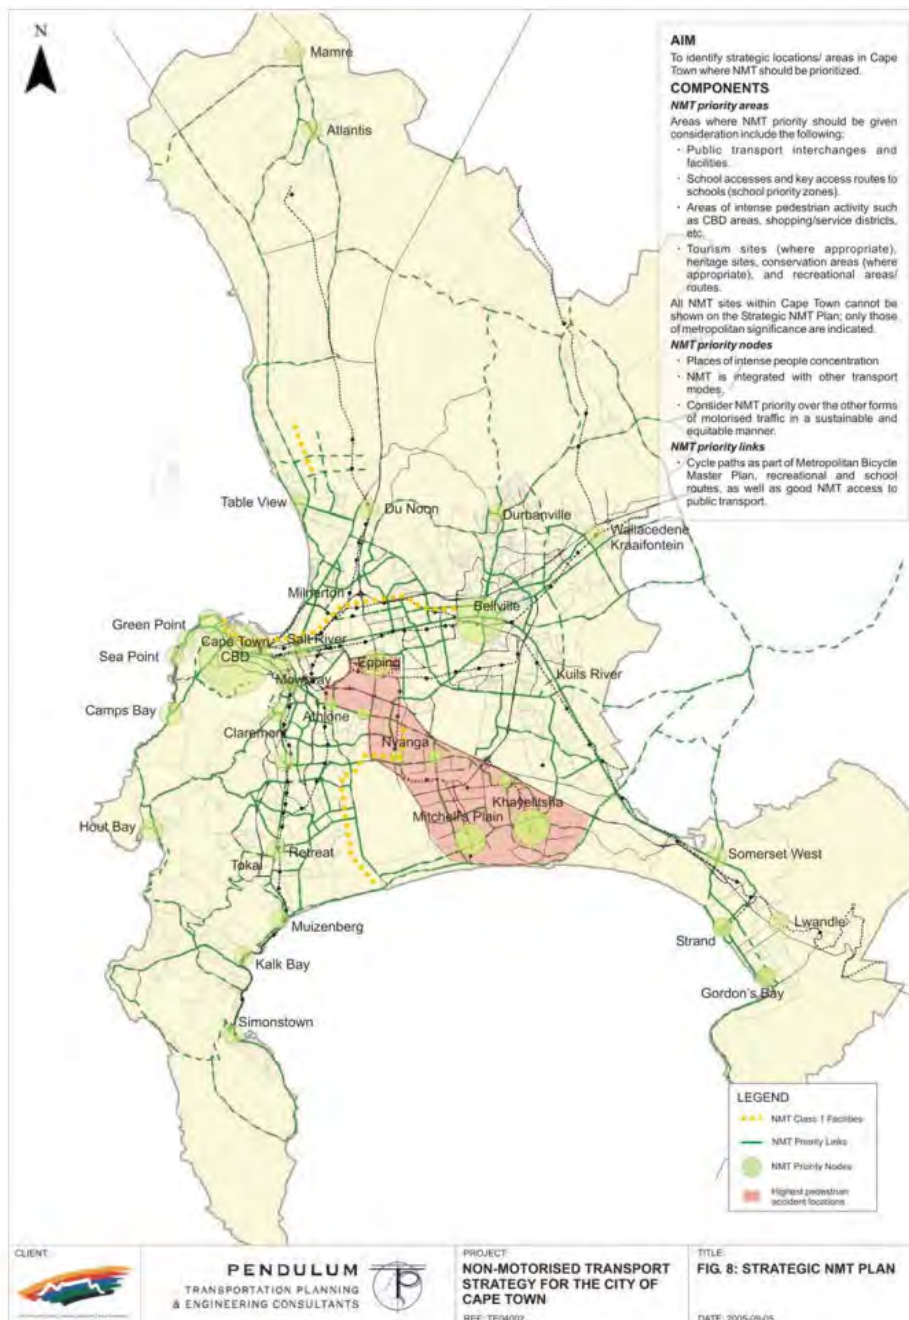 N
AIM
To identify strategic locations/ areas in Cape
Town where NMT should be prioritized.
COMPONENTS
NMT priority areas
Areas where NMT priority should be given
consideration include the following:
· Public transport interchanges and
facilities.
· School accesses and key access routes to
schools (school priority zones).
· Areas of intense pedestrian activity such
as CBD areas, shopping/service districts,
etc.
· Tourism sites (where appropriate),
heritage sites, conservation areas (where
appropriate), and recreational areas/
routes.
All NMT sites within Cape Town cannot be
shown on the Strategic NMT Plan; only those
of metropolitan significance are indicated.
NMT priority nodes
· Places of intense people concentration
· NMT is integrated with other transport
modes.
· Consider NMT priority over the other forms
of motorised traffic in a sustainable and
equitable manner.
NMT priority links
· Cycle paths as part of Metropolitan Bicycle
Master Plan, recreational and school
routes, as well as good NMT access to
public transport.
Mamre
Atlantis
Table View
Du Noon
Durbanville
Wallacedene
Kraaifontein
Milnerton
Bellville
Green Point
Cape Town
CBD
Salt River
Sea Point
Epping
Mowbray
Kuils River
Camps Bay
Athlone
Claremont
Nyanga
Khayelitsha
Mitchell's Plain
Hout Bay
Tokai
Retreat
Somerset West
Muizenberg
Lwandle
Strand
Kalk Bay
Gordon's Bay
Simonstown
LEGEND
NMT Class 1 Facilities
NMT Priority Links
NMT Priority Nodes
Highest pedestrian
accident locations
CLIENT:
PENDULUM
TRANSPORTATION PLANNING
& ENGINEERING CONSULTANTS
PROJECT:
NON-MOTORISED TRANSPORT
STRATEGY FOR THE CITY OF
CAPE TOWN
REF: TE04002
TITLE:
FIG. 8: STRATEGIC NMT PLAN
DATE: 2005-09-05